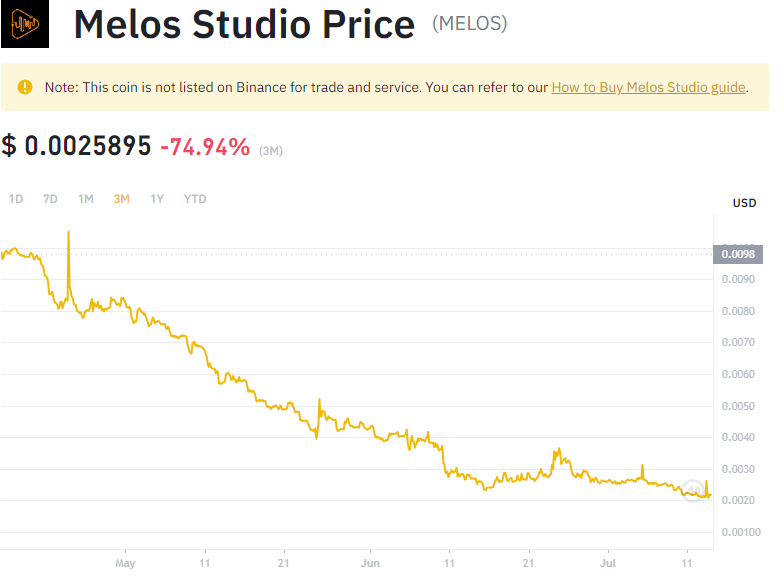 Melos Studio Price (MELOS)
Note: This coin is not listed on Binance for trade and service. You can refer to our How to Buy Melos Studio guide.
$ 0.0025895 -74.94% (3M)
1D 7D 1M 3M 1Y YTD
USD
0.0098
0.0090
0.0080
0.0070
0.0060
0.0050
0.0040
0.0030
0.0020
0.00100
May 11 21 Jun 11 21 Jul 11